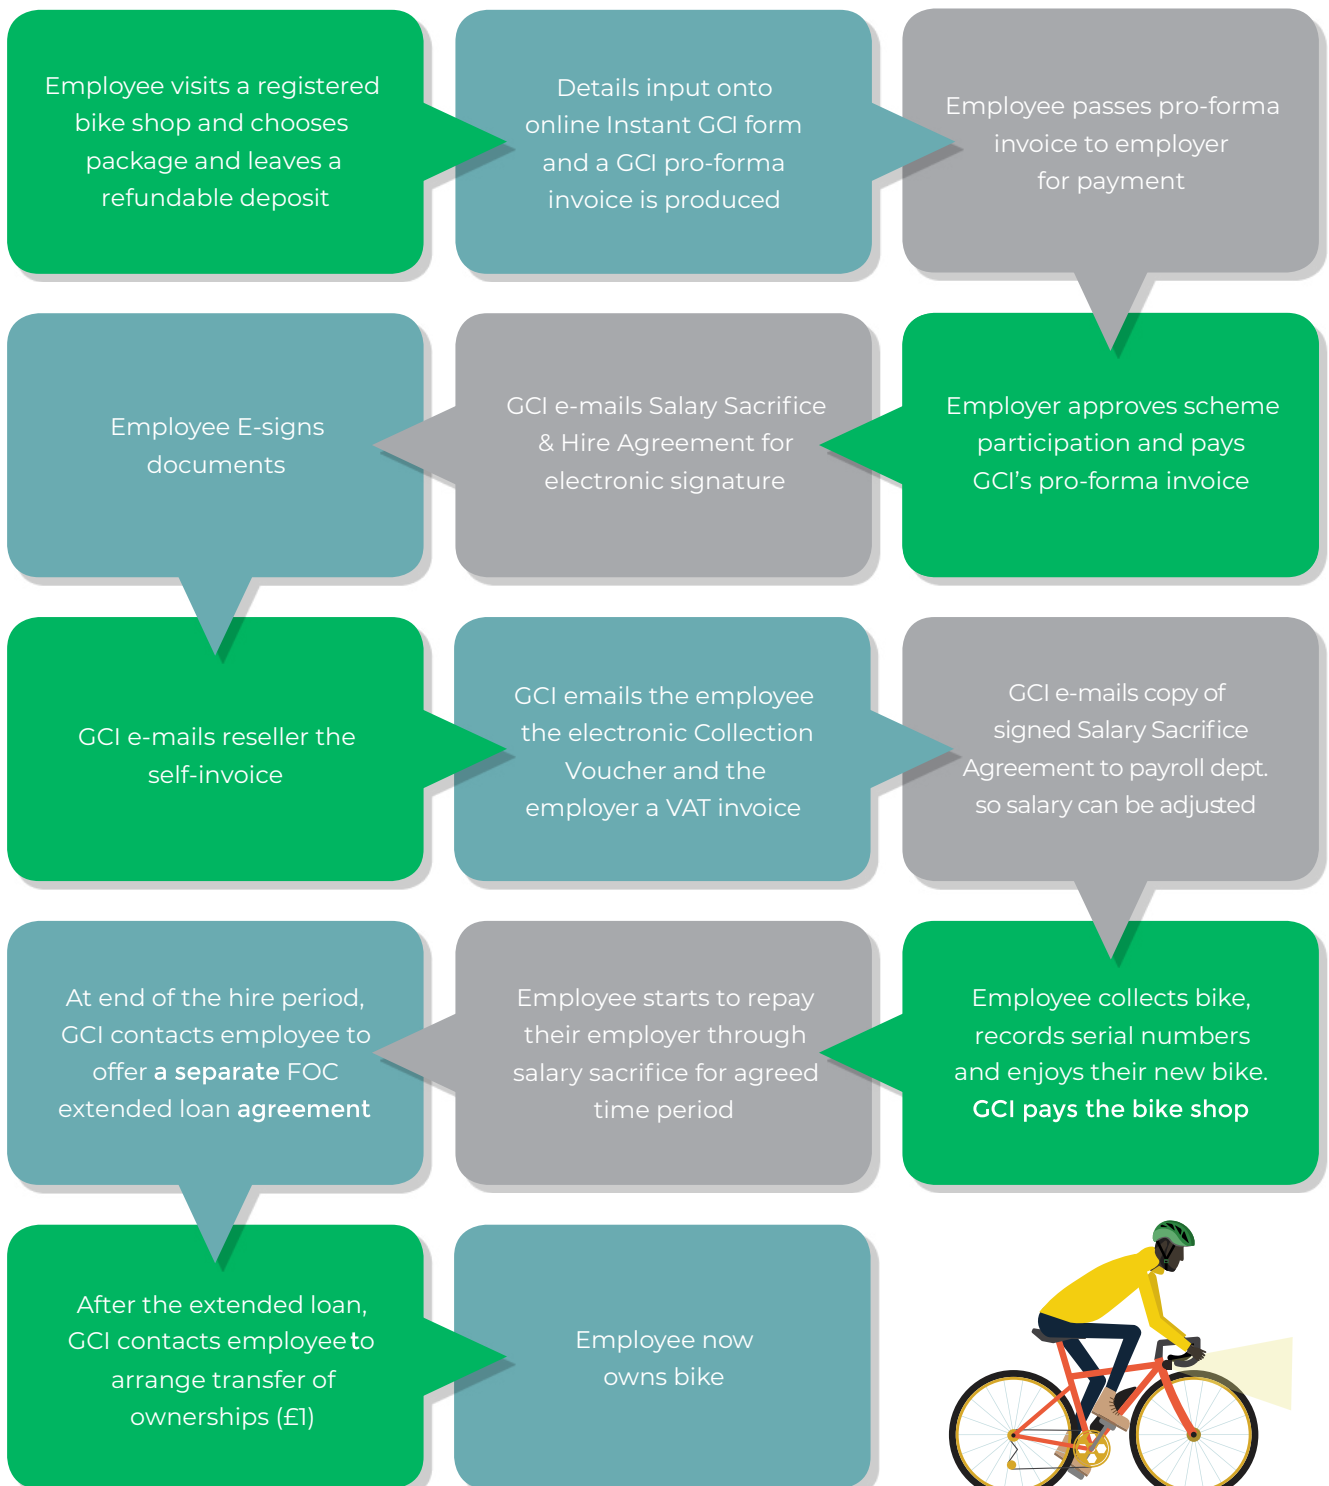 Employee visits a registered
bike shop and chooses
package and leaves a
refundable deposit
Details input onto
online Instant GCI form
and a GCI pro-forma
invoice is produced
Employee passes pro-forma
invoice to employer
for payment
Employer approves scheme
participation and pays
GCI’s pro-forma invoice
GCI e-mails Salary Sacrifice
& Hire Agreement for
electronic signature
Employee E-signs
documents
GCI e-mails reseller the
self-invoice
GCI emails the employee
the electronic Collection
Voucher and the
employer a VAT invoice
GCI e-mails copy of
signed Salary Sacrifice
Agreement to payroll dept.
so salary can be adjusted
Employee collects bike,
records serial numbers
and enjoys their new bike.
GCI pays the bike shop
Employee starts to repay
their employer through
salary sacrifice for agreed
time period
At end of the hire period,
GCI contacts employee to
offer a separate FOC
extended loan agreement
After the extended loan,
GCI contacts employee to
arrange transfer of
ownerships (£1)
Employee now
owns bike